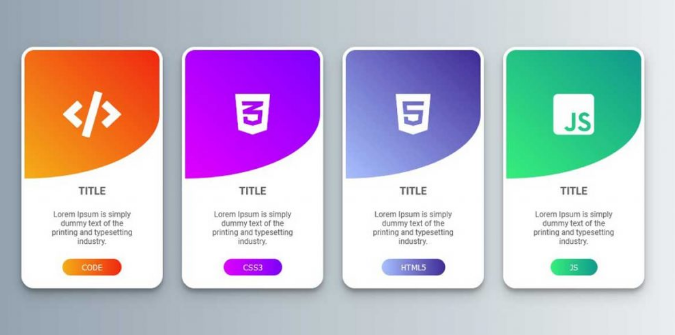 JS
TITLE
Lorem Ipsum is simply
dummy text of the
printing and typesetting
industry.
CODE
TITLE
Lorem Ipsum is simply
dummy text of the
printing and typesetting
industry.
CSS3
TITLE
Lorem Ipsum is simply
dummy text of the
printing and typesetting
industry.
HTML5
TITLE
Lorem Ipsum is simply
dummy text of the
printing and typesetting
industry.
JS